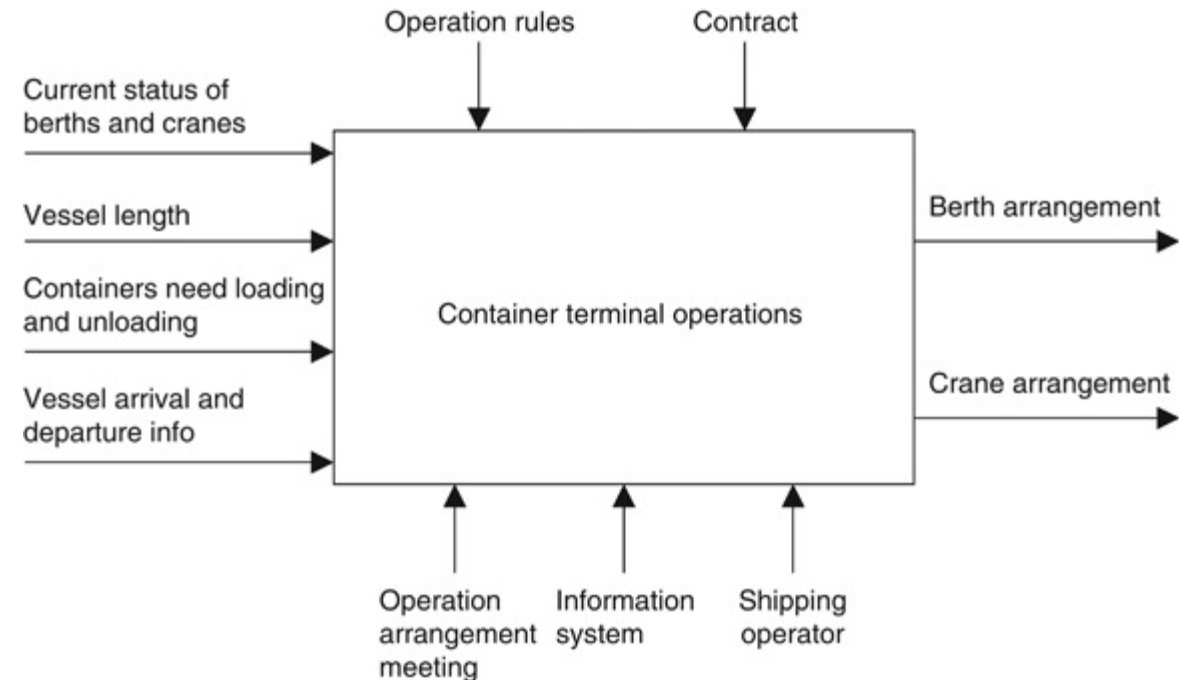 Operation rules
Contract
Current status of
berths and cranes
Vessel length
Containers need loading
and unloading
Vessel arrival and
departure info
Container terminal operations
Berth arrangement
Crane arrangement
Operation
arrangement
meeting
Information
system
Shipping
operator